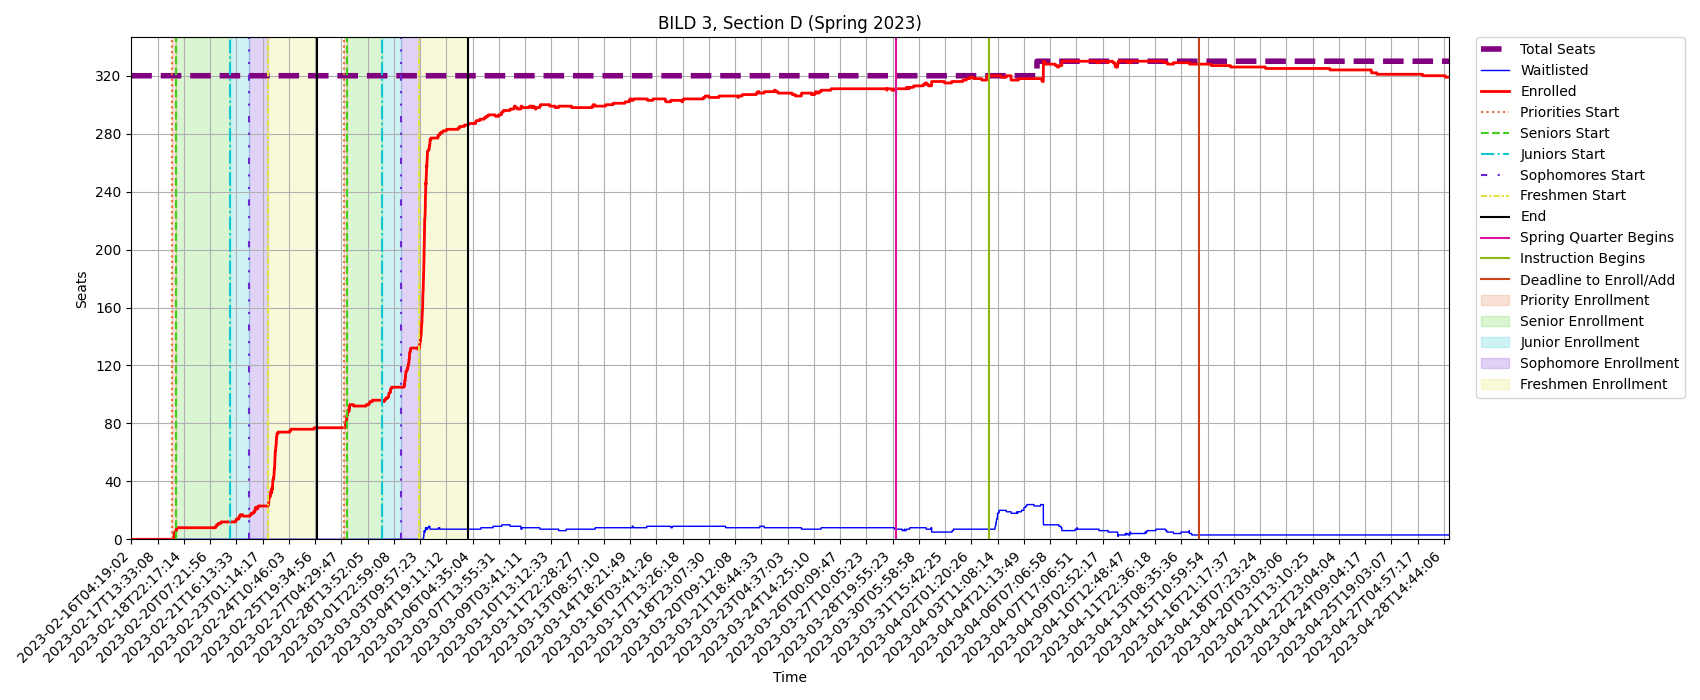 BILD 3, Section D (Spring 2023)
Seats
320
280
240
200
160
120
80
40
0
2023-02-16T04:19:02
2023-02-17T13:33:08
2023-02-18T22:17:14
2023-02-20T07:21:56
2023-02-21T16:13:33
2023-02-23T01:14:17
2023-02-24T10:46:03
2023-02-25T19:34:56
2023-02-27T04:29:47
2023-02-28T13:52:05
2023-03-01T22:59:08
2023-03-03T09:57:23
2023-03-04T19:11:12
2023-03-06T04:35:04
2023-03-07T13:55:31
2023-03-09T03:41:11
2023-03-10T13:12:33
2023-03-11T22:28:27
2023-03-13T08:57:10
2023-03-14T18:21:49
2023-03-16T03:41:26
2023-03-17T13:26:18
2023-03-18T23:07:30
2023-03-20T09:12:08
2023-03-21T18:44:33
2023-03-23T04:37:03
2023-03-24T14:25:10
2023-03-26T00:09:47
2023-03-27T10:05:23
2023-03-28T19:55:23
2023-03-30T05:58:58
2023-03-31T15:42:25
2023-04-02T01:20:26
2023-04-03T11:08:14
2023-04-04T21:13:49
2023-04-06T07:06:58
2023-04-07T17:06:51
2023-04-09T02:52:17
2023-04-10T12:48:47
2023-04-11T22:36:18
2023-04-13T08:35:36
2023-04-15T10:59:54
2023-04-16T21:17:37
2023-04-18T07:23:24
2023-04-20T03:03:06
2023-04-21T13:10:25
2023-04-22T23:04:04
2023-04-24T09:04:17
2023-04-25T19:03:07
2023-04-27T04:57:17
2023-04-28T14:44:06
Time
Total Seats
Waitlisted
Enrolled
Priorities Start
Seniors Start
Juniors Start
Sophomores Start
Freshmen Start
End
Spring Quarter Begins
Instruction Begins
Deadline to Enroll/Add
Priority Enrollment
Senior Enrollment
Junior Enrollment
Sophomore Enrollment
Freshmen Enrollment